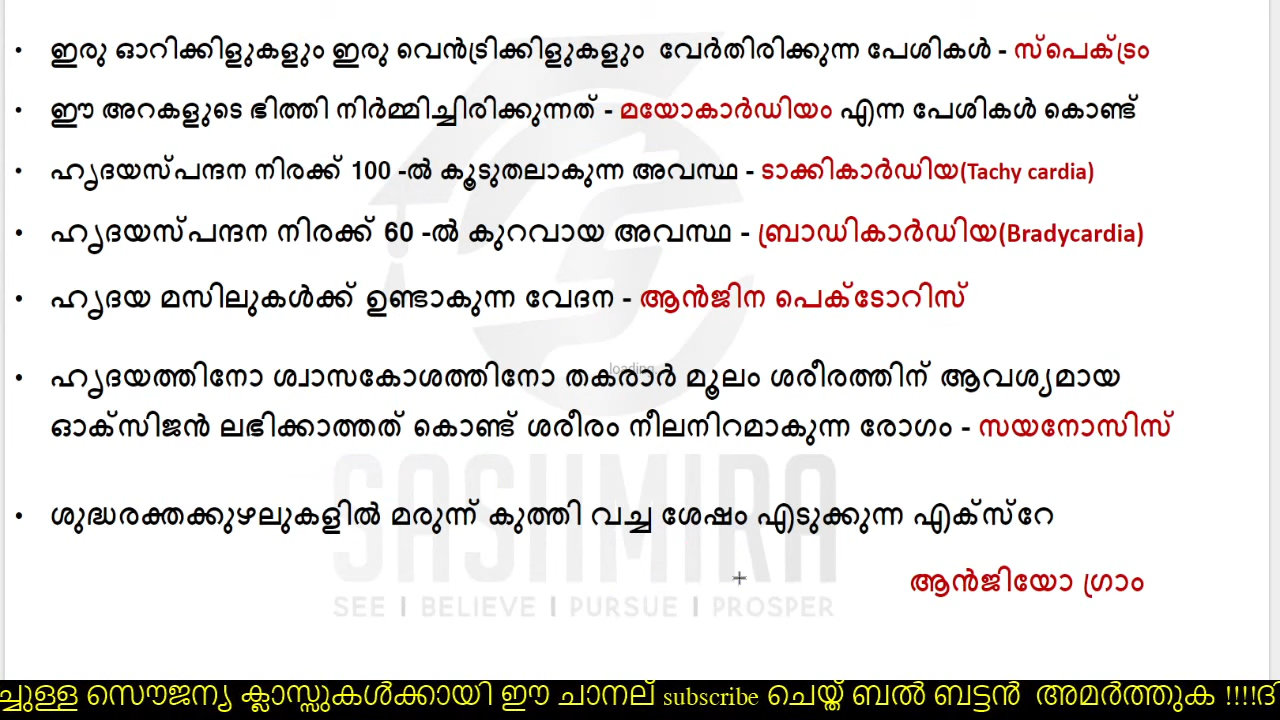 • ഇരു ഓറിക്കിളുകളും ഇരു വെൻട്രിക്കിളുകളും വേർതിരിക്കുന്ന പേശികൾ - സ്പെക്ട്രം
• ഈ അറകളുടെ ഭിത്തി നിർമ്മിച്ചിരിക്കുന്നത് - മയോകാർഡിയം എന്ന പേശികൾ കൊണ്ട്
• ഹൃദയസ്പന്ദന നിരക്ക് 100 -ൽ കൂടുതലാകുന്ന അവസ്ഥ - ടാക്കികാർഡിയ(Tachy cardia)
• ഹൃദയസ്പന്ദന നിരക്ക് 60 -ൽ കുറവായ അവസ്ഥ - ബ്രാഡികാർഡിയ(Bradycardia)
• ഹൃദയ മസിലുകൾക്ക് ഉണ്ടാകുന്ന വേദന - ആൻജിന പെക്ടോറിസ്
loading
• ഹൃദയത്തിനോ ശ്വാസകോശത്തിനോ തകരാർ മൂലം ശരീരത്തിന് ആവശ്യമായ
ഓക്സിജൻ ലഭിക്കാത്തത് കൊണ്ട് ശരീരം നീലനിറമാകുന്ന രോഗം - സയനോസിസ്
SASHMIRA
• ശുദ്ധരക്തക്കുഴലുകളിൽ മരുന്ന് കുത്തി വച്ച ശേഷം എടുക്കുന്ന എക്സ്റേ
ആൻജിയോ ഗ്രാം
SEE | BELIEVE | PURSUE | PROSPER
ച്ചുള്ള സൌജന്യ ക്ലാസ്സുകൾക്കായി ഈ ചാനല് subscribe ചെയ്ത് ബൽ ബട്ടൻ അമർത്തുക !!!!ദി